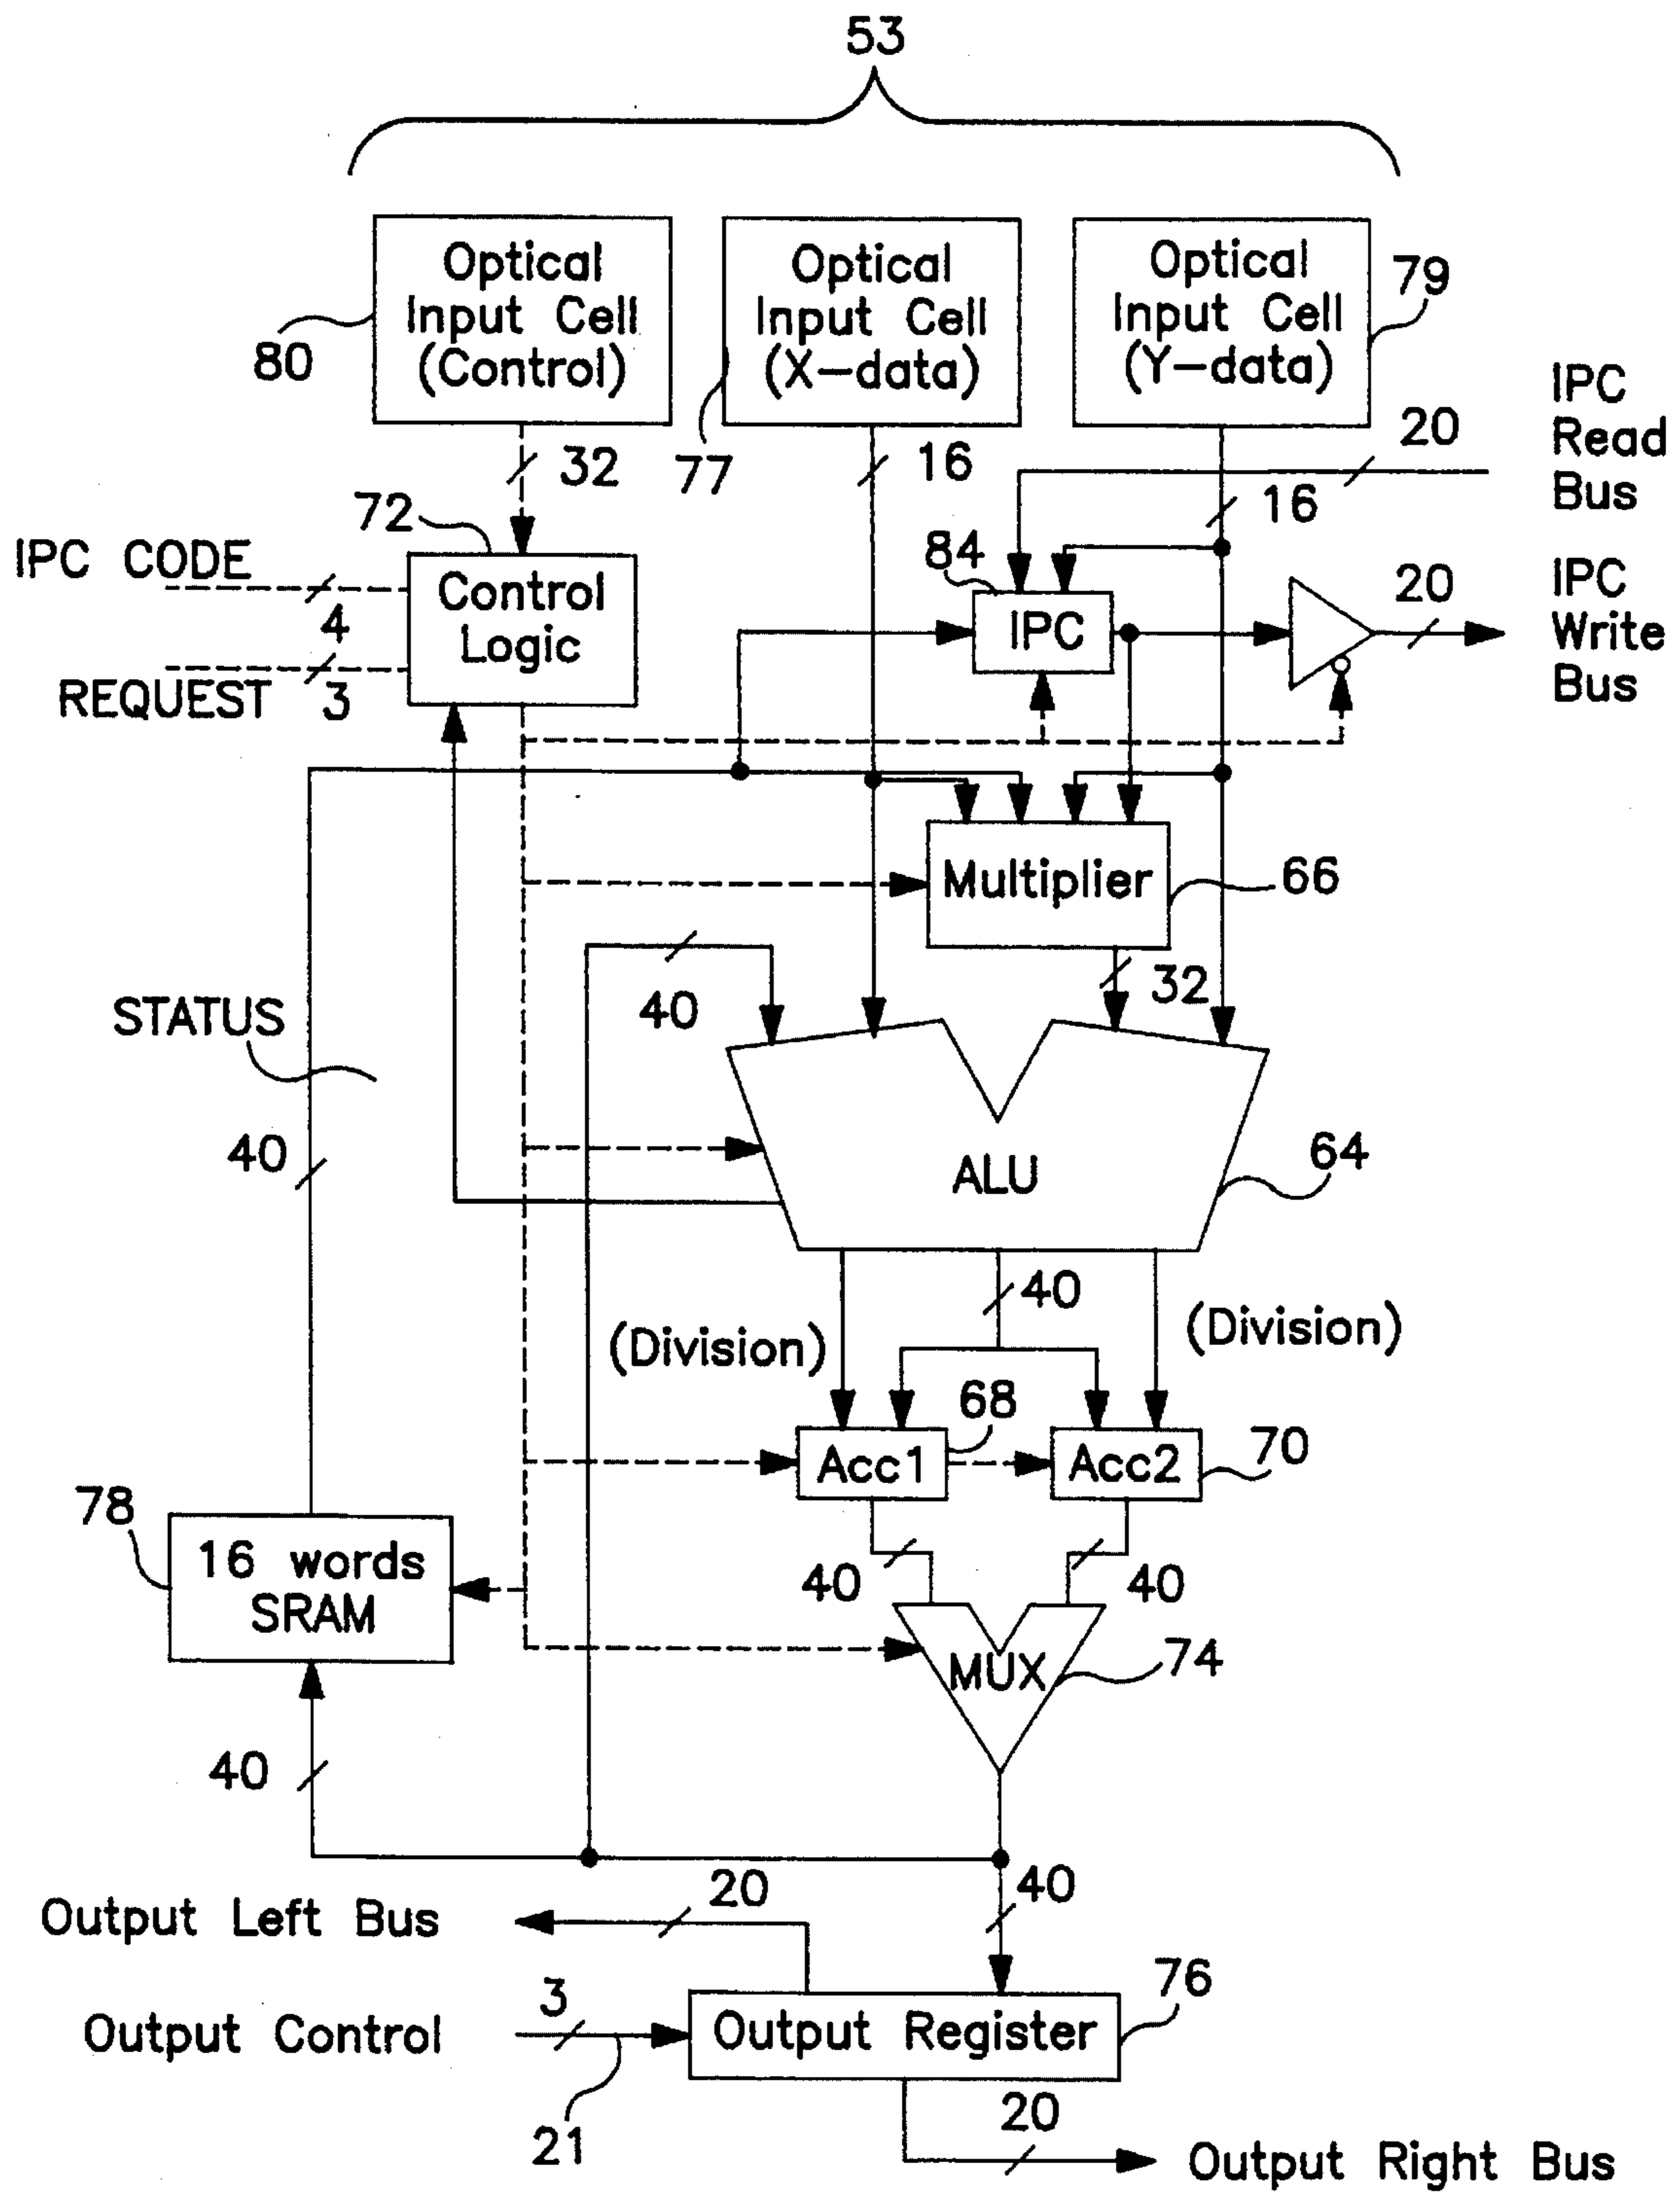 53
Optical
Input Cell
(Control)
80
Optical
Input Cell
(X-data)
77
Optical
Input Cell
(Y-data)
79
32
16
16
20
IPC
Read
Bus
72
IPC CODE
4
REQUEST
3
Control
Logic
84
IPC
20
IPC
Write
Bus
Multiplier
66
STATUS
40
40
32
ALU
64
40
(Division)
(Division)
68
Acc1
Acc2
70
78
16 words
SRAM
40
40
MUX
74
40
40
20
Output Left Bus
3
Output Control
21
Output Register
76
20
Output Right Bus